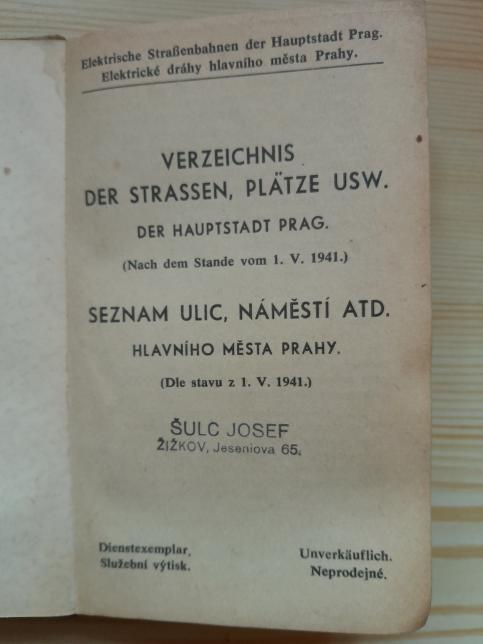 Elektrische Straßenbahnen der Hauptstadt Prag.
Elektrické dráhy hlavního města Prahy.
VERZEICHNIS
DER STRASSEN, PLÄTZE USW.
DER HAUPTSTADT PRAG.
(Nach dem Stande vom 1. V. 1941.)
SEZNAM ULIC, NÁMĚSTÍ ATD.
HLAVNÍHO MĚSTA PRAHY.
(Dle stavu z 1. V. 1941.)
ŠULC JOSEF
ŽIŽKOV, Jeseniova 65.
Dienstexemplar.
Služební výtisk.
Unverkäuflich.
Neprodejné.